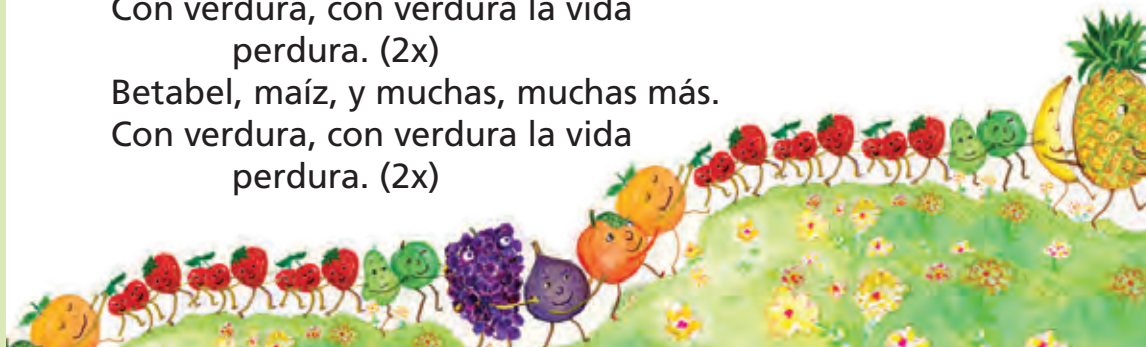 Con verdura, con verdura la vida
perdura. (2x)
Betabel, maíz, y muchas, muchas más.
Con verdura, con verdura la vida
perdura. (2x)